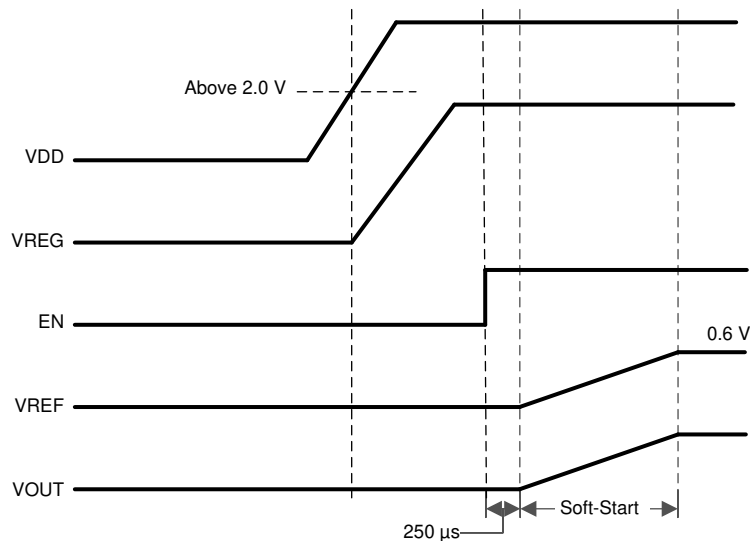 Above 2.0 V
VDD
VREG
EN
0.6 V
VREF
VOUT
Soft-Start
250 µs